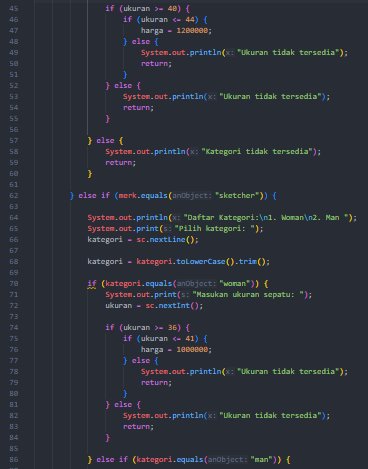 45 if (ukuran >= 40) {
46 if (ukuran <= 44) {
47 harga = 1200000;
48 } else {
49 System.out.println(x: "Ukuran tidak tersedia");
50 return;
51 }
52 } else {
53 System.out.println(x: "Ukuran tidak tersedia");
54 return;
55 }
56
57 } else {
58 System.out.println(x: "Kategori tidak tersedia");
59 return;
60 }
61
62 } else if (merk.equals(anObject: "sketcher")) {
63
64 System.out.println(x: "Daftar Kategori:\n1. Woman\n2. Man ");
65 System.out.print(s: "Pilih kategori: ");
66 kategori = sc.nextLine();
67
68 kategori = kategori.toLowerCase().trim();
69
70 if (kategori.equals(anObject: "woman")) {
71 System.out.print(s: "Masukan ukuran sepatu: ");
72 ukuran = sc.nextInt();
73
74 if (ukuran >= 36) {
75 if (ukuran <= 41) {
76 harga = 1000000;
77 } else {
78 System.out.println(x: "Ukuran tidak tersedia");
79 return;
80 }
81 } else {
82 System.out.println(x: "Ukuran tidak tersedia");
83 return;
84 }
85
86 } else if (kategori.equals(anObject: "man")) {